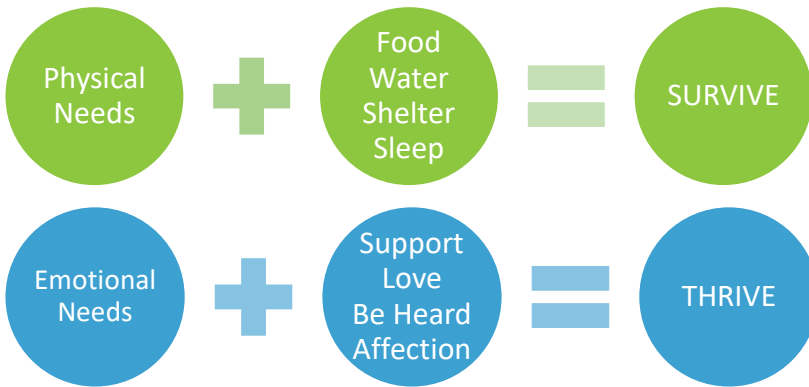 Physical
Needs
Food
Water
Shelter
Sleep
SURVIVE
Emotional
Needs
Support
Love
Be Heard
Affection
THRIVE